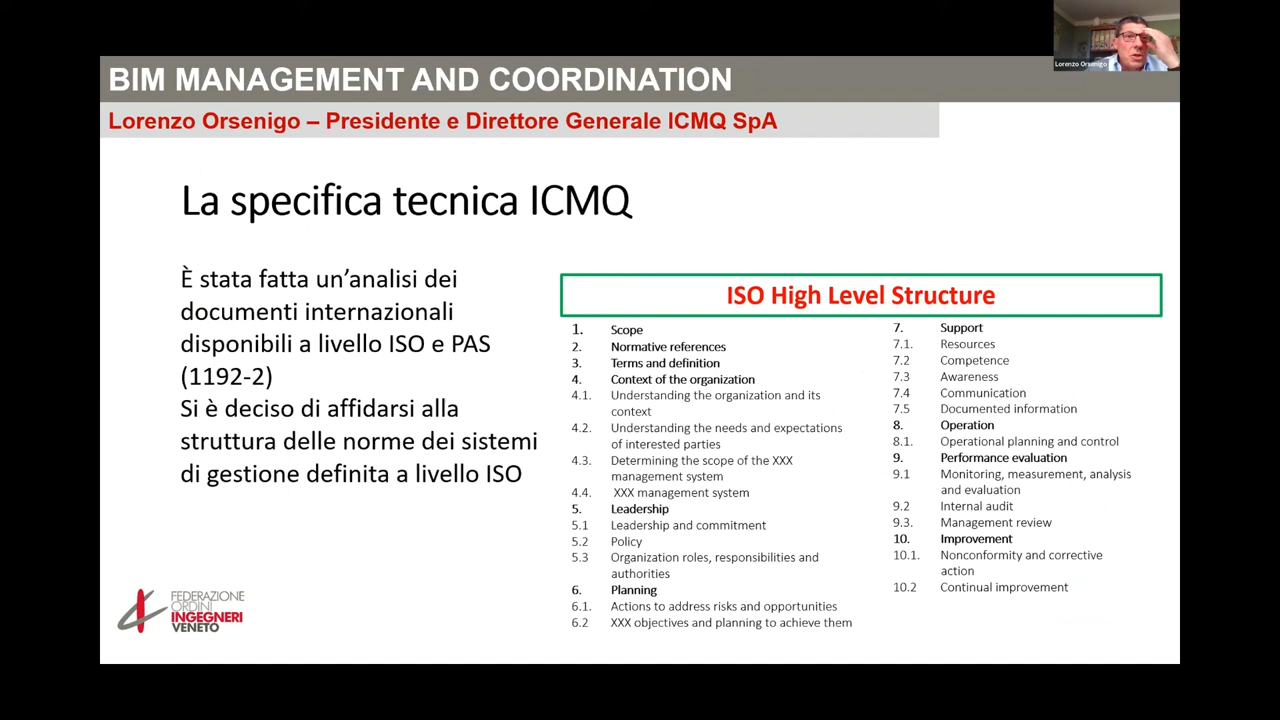 Lorenzo Orsenigo
BIM MANAGEMENT AND COORDINATION
Lorenzo Orsenigo – Presidente e Direttore Generale ICMQ SpA
La specifica tecnica ICMQ
È stata fatta un’analisi dei
documenti internazionali
disponibili a livello ISO e PAS
(1192-2)
Si è deciso di affidarsi alla
struttura delle norme dei sistemi
di gestione definita a livello ISO
ISO High Level Structure
1. Scope
2. Normative references
3. Terms and definition
4. Context of the organization
4.1. Understanding the organization and its
context
4.2. Understanding the needs and expectations
of interested parties
4.3. Determining the scope of the XXX
management system
4.4. XXX management system
5. Leadership
5.1 Leadership and commitment
5.2 Policy
5.3 Organization roles, responsibilities and
authorities
6. Planning
6.1. Actions to address risks and opportunities
6.2 XXX objectives and planning to achieve them
7. Support
7.1. Resources
7.2 Competence
7.3 Awareness
7.4 Communication
7.5 Documented information
8. Operation
8.1. Operational planning and control
9. Performance evaluation
9.1 Monitoring, measurement, analysis
and evaluation
9.2 Internal audit
9.3. Management review
10. Improvement
10.1. Nonconformity and corrective
action
10.2 Continual improvement
FEDERAZIONE
ORDINI
INGEGNERI
VENETO